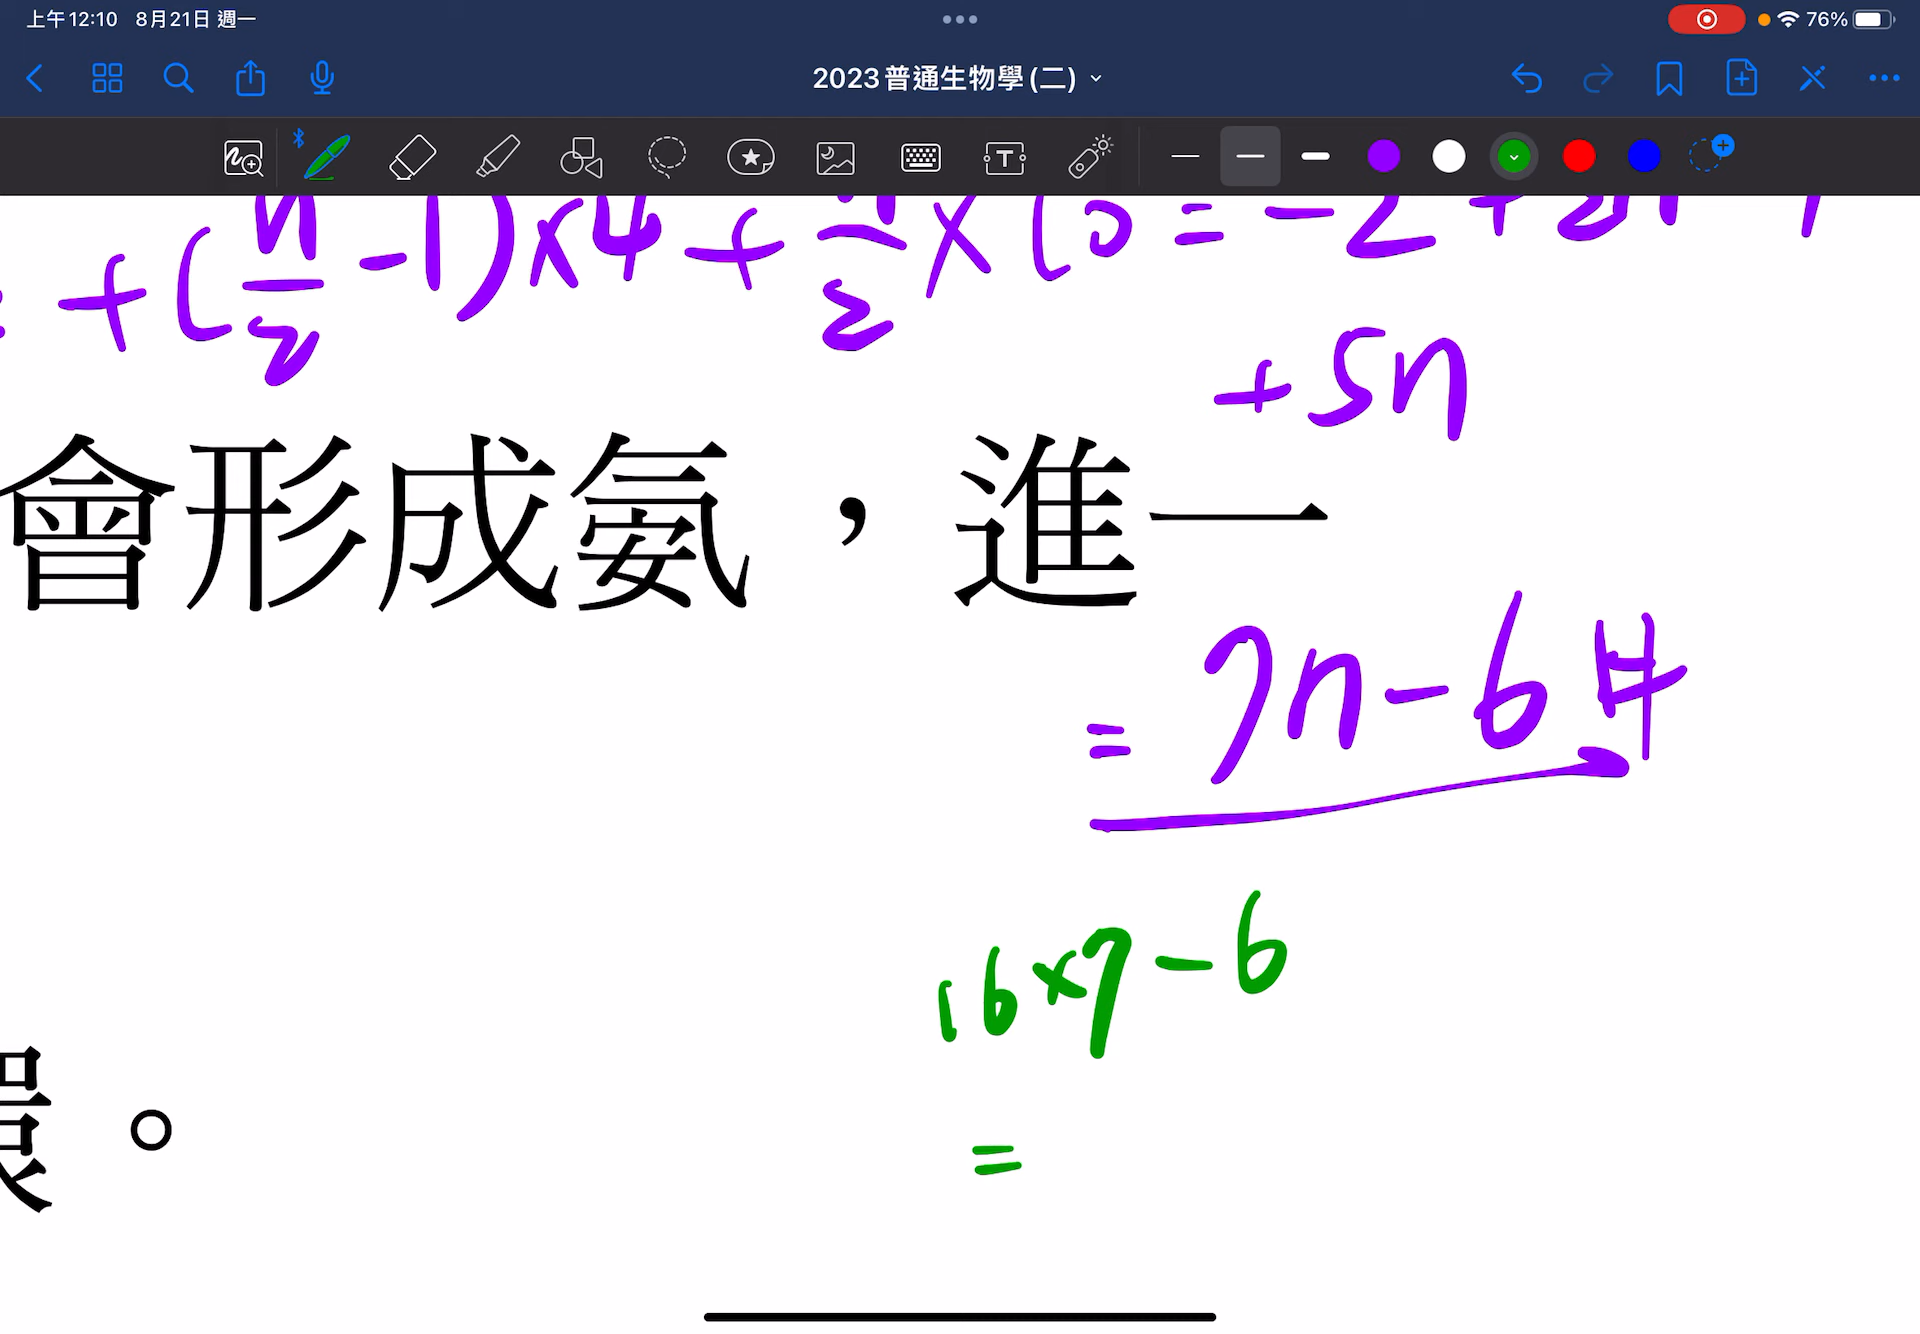 上午12:10 8月21日 週一
76%
2023普通生物學(二)
T
+(n/2-1)×4+n/2×10=-2+2n-4
+5n
會形成氨，進一
=7n-6#
16×7-6
。
=